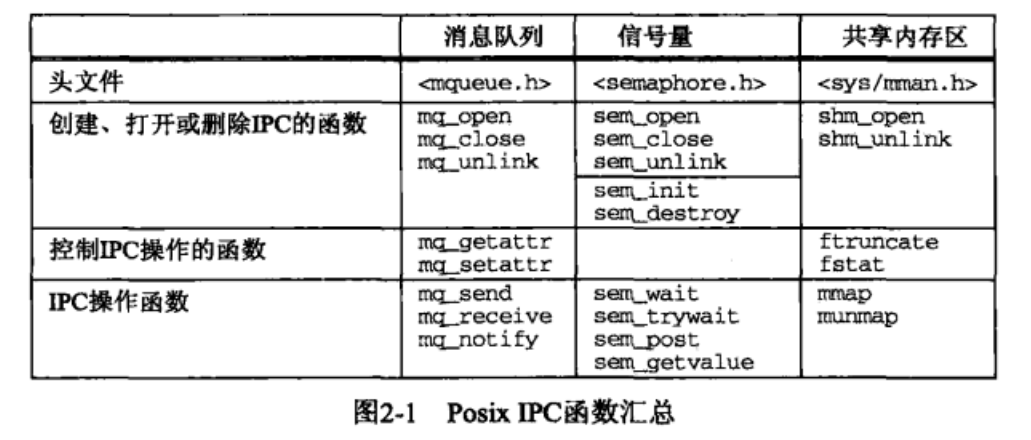 消息队列 信号量 共享内存区
头文件 <mqueue.h> <semaphore.h> <sys/mman.h>
创建、打开或删除IPC的函数 mq_open sem_open shm_open
mq_close sem_close shm_unlink
mq_unlink sem_unlink
sem_init
sem_destroy
控制IPC操作的函数 mq_getattr ftruncate
mq_setattr fstat
IPC操作函数 mq_send sem_wait mmap
mq_receive sem_trywait munmap
mq_notify sem_post
sem_getvalue
图2-1 Posix IPC函数汇总